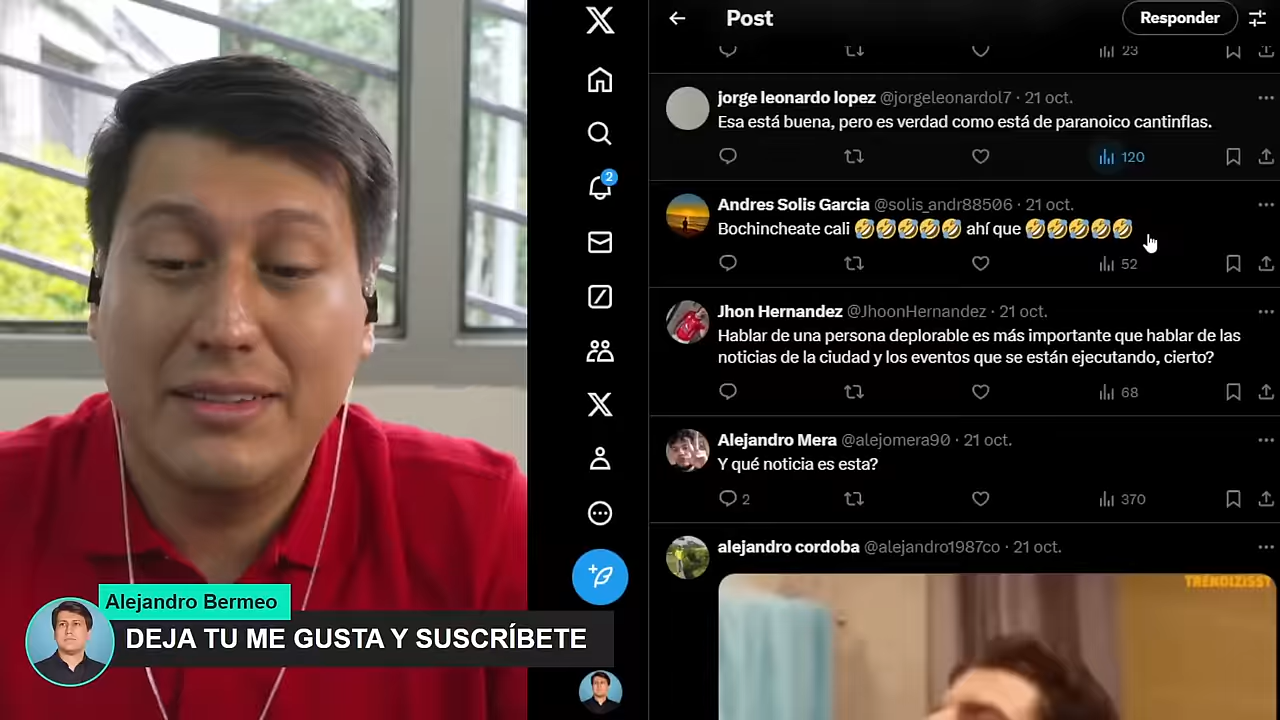 Post
Responder
23
jorge leonardo lopez @jorgeleonardol7 · 21 oct.
Esa está buena, pero es verdad como está de paranoico cantinflas.
120
2
Andres Solis Garcia @solis_andr88506 · 21 oct.
Bochincheate cali 🤣🤣🤣🤣🤣 ahí que 🤣🤣🤣🤣🤣
52
Jhon Hernandez @JhoonHernandez · 21 oct.
Hablar de una persona deplorable es más importante que hablar de las
noticias de la ciudad y los eventos que se están ejecutando, cierto?
68
Alejandro Mera @alejomera90 · 21 oct.
Y qué noticia es esta?
2 370
alejandro cordoba @alejandro1987co · 21 oct.
TRENDIZISST
Alejandro Bermeo
DEJA TU ME GUSTA Y SUSCRÍBETE